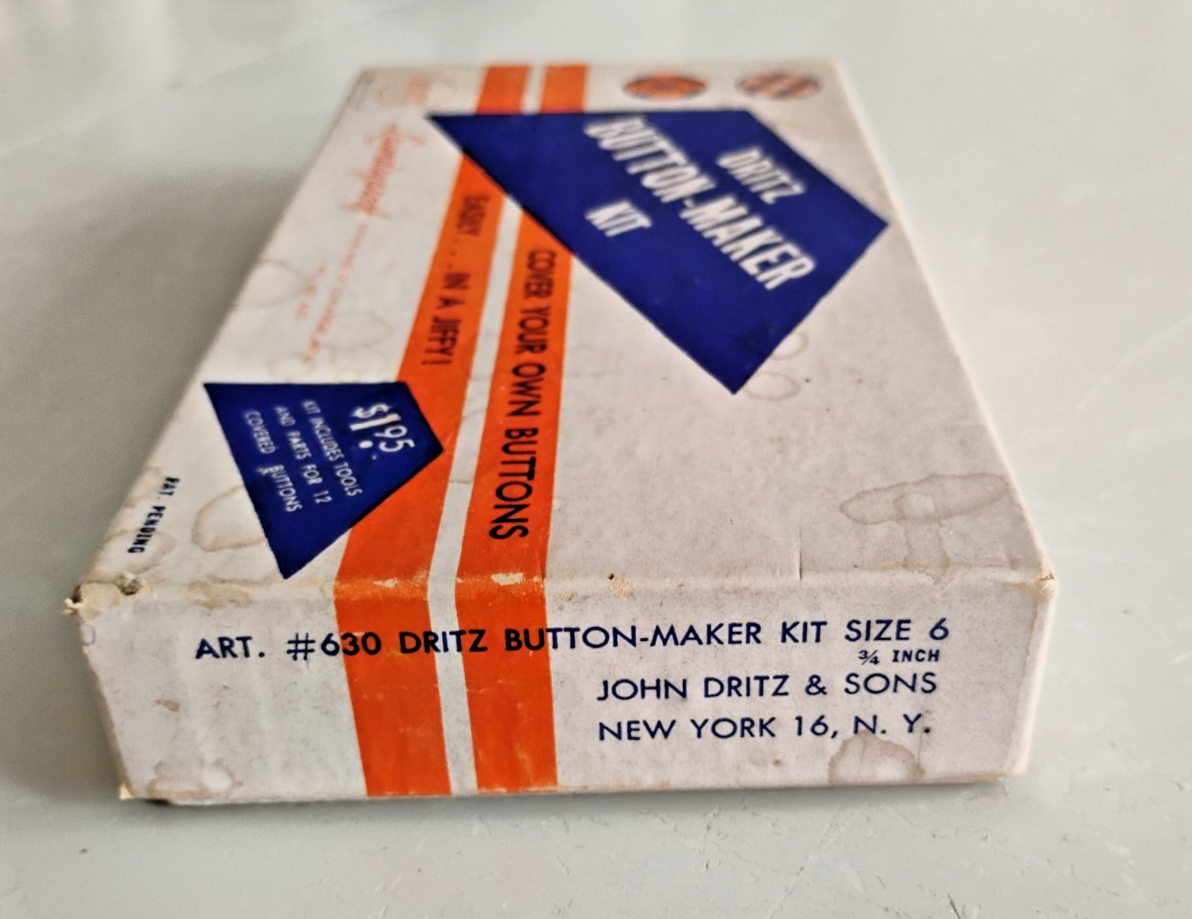 DRITZ
BUTTON-MAKER
KIT
COVER YOUR OWN BUTTONS
EASILY . . . IN A JIFFY!
$1.95
KIT INCLUDES TOOLS
AND PARTS FOR 12
COVERED BUTTONS
PAT. PENDING
ART. #630 DRITZ BUTTON-MAKER KIT SIZE 6
¾ INCH
JOHN DRITZ & SONS
NEW YORK 16, N. Y.